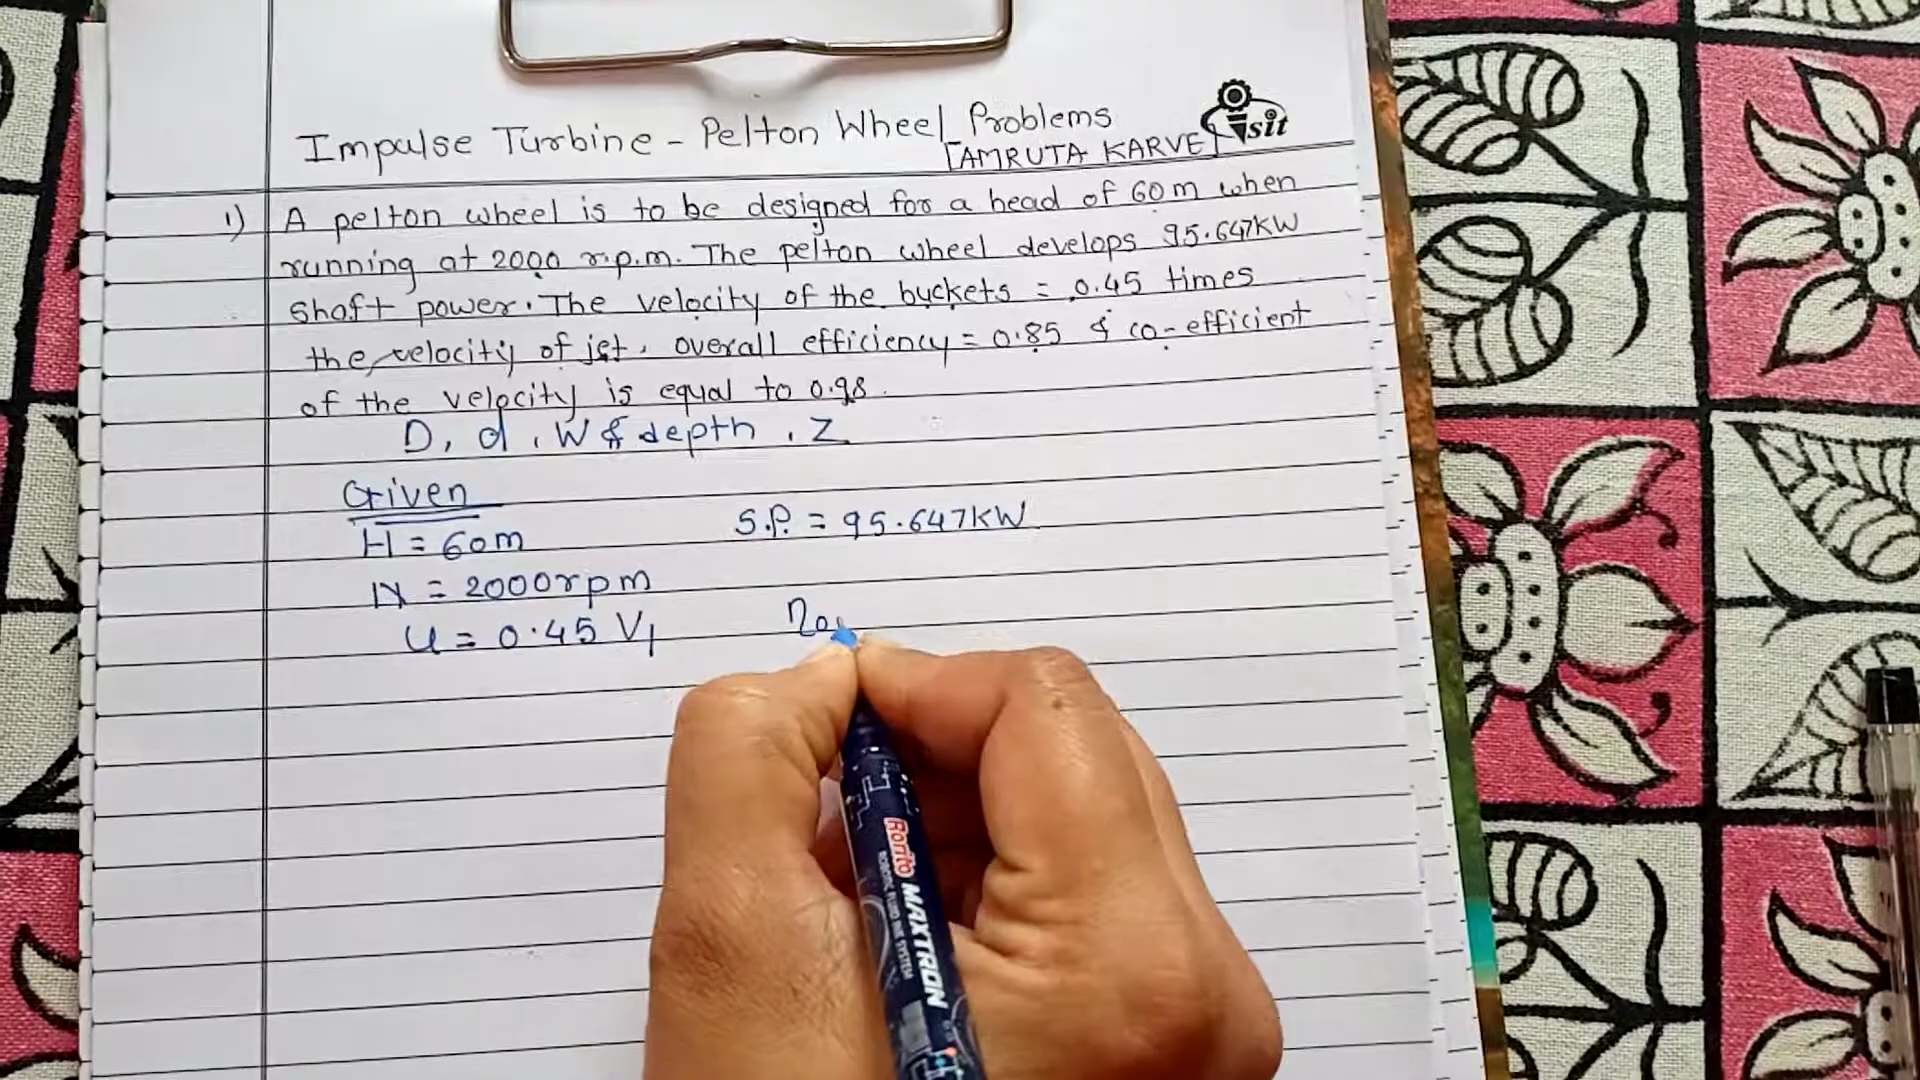 Impulse Turbine - Pelton Wheel Problems
[AMRUTA KARVE]
Visit
1) A pelton wheel is to be designed for a head of 60m when
running at 2000 r.p.m. The pelton wheel develops 95.647KW
shaft power. The velocity of the buckets = 0.45 times
the velocity of jet, overall efficiency = 0.85 & co-efficient
of the velocity is equal to 0.98.
D, d, W & depth, Z
Given
H = 60m
S.P. = 95.647KW
N = 2000rpm
u = 0.45 V1
ηo
Rorito MAXTRON